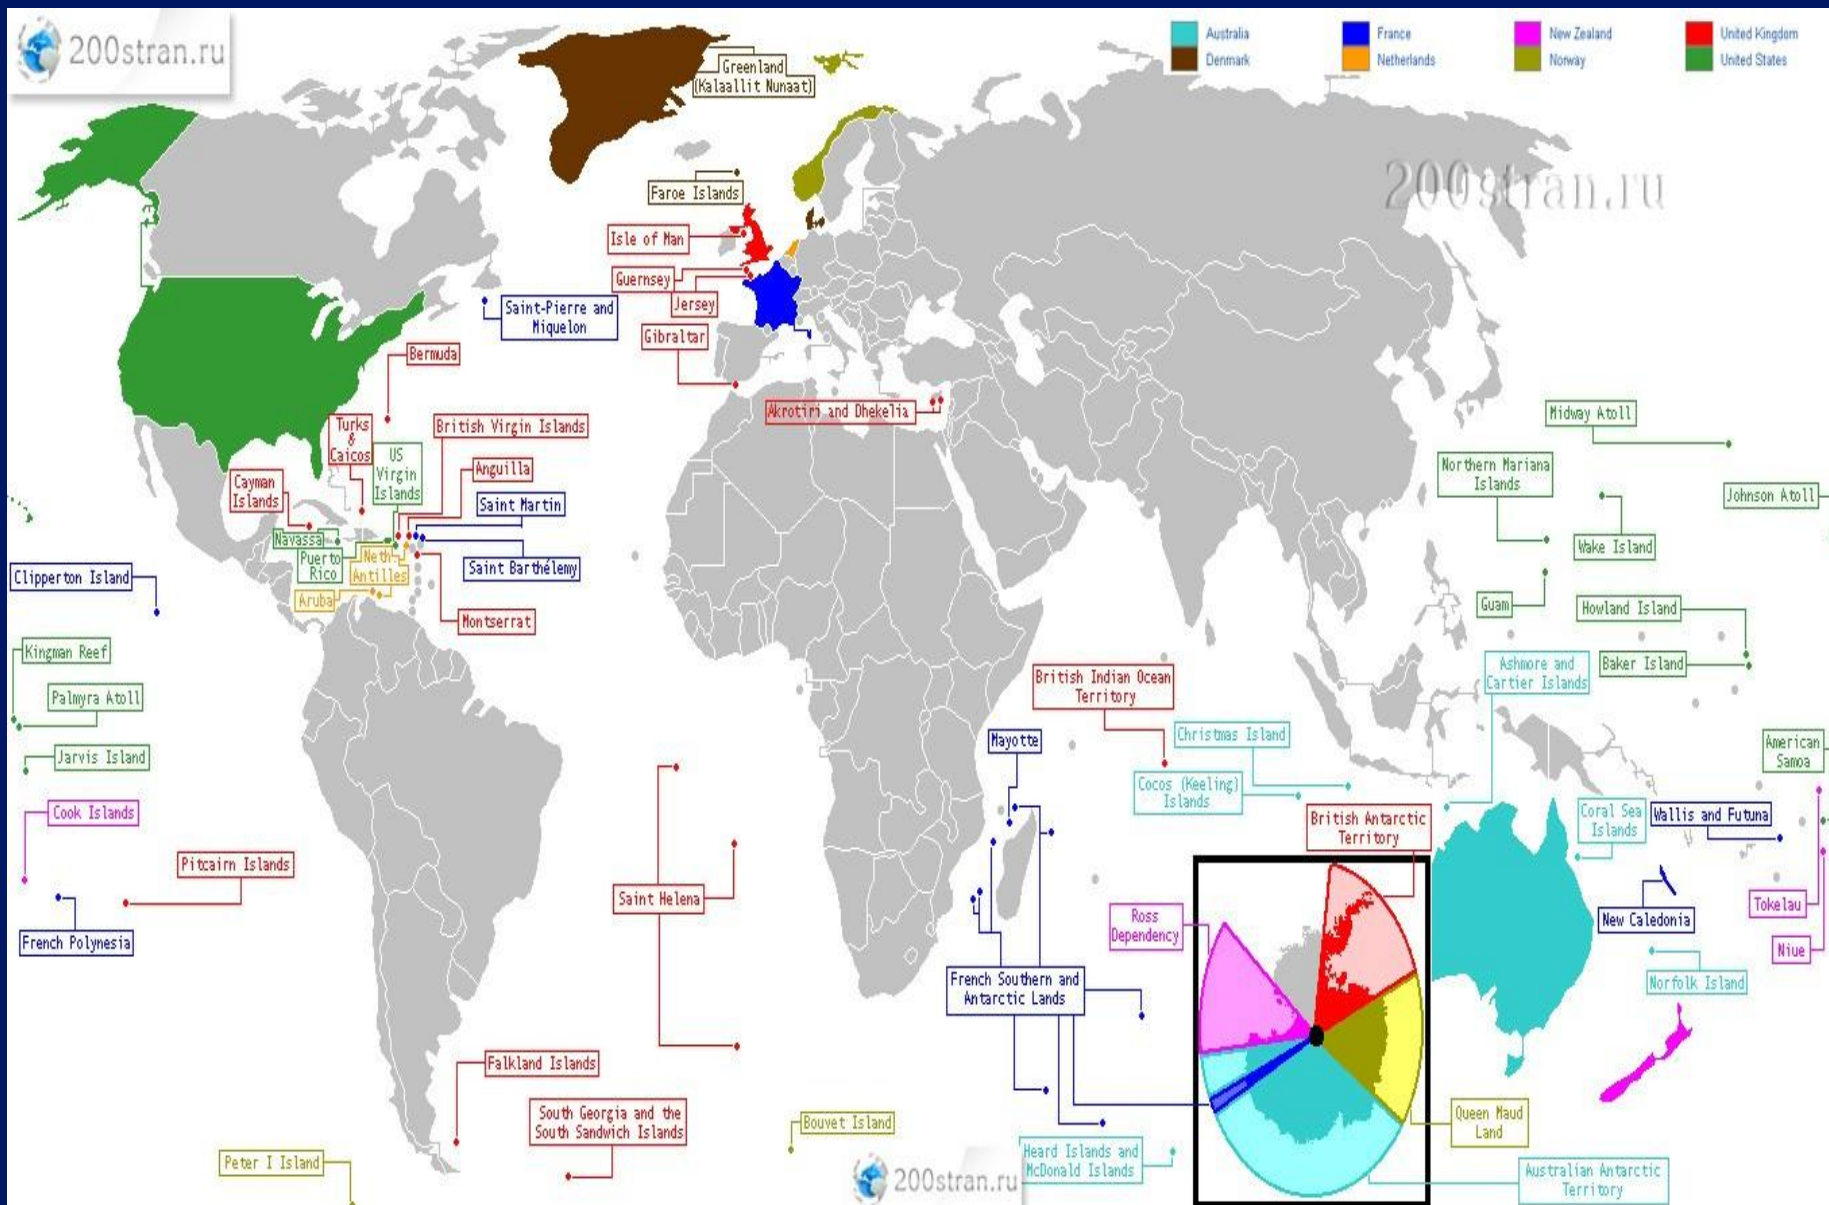 200stran.ru
Australia
Denmark
France
Netherlands
New Zealand
Norway
United Kingdom
United States
Greenland
(Kalaallit Nunaat)
200stran.ru
Faroe Islands
Isle of Man
Guernsey
Jersey
Gibraltar
Saint-Pierre and
Miquelon
Bermuda
Akrotiri and Dhekelia
Turks
&
Caicos
British Virgin Islands
US
Virgin
Islands
Anguilla
Cayman
Islands
Saint Martin
Navassa
Puerto
Rico
Neth.
Antilles
Saint Barthélemy
Aruba
Montserrat
Clipperton Island
Midway Atoll
Northern Mariana
Islands
Johnson Atoll
Wake Island
Guam
Howland Island
Baker Island
Kingman Reef
Palmyra Atoll
Jarvis Island
Cook Islands
Pitcairn Islands
French Polynesia
British Indian Ocean
Territory
Ashmore and
Cartier Islands
Mayotte
Christmas Island
Cocos (Keeling)
Islands
American
Samoa
British Antarctic
Territory
Coral Sea
Islands
Wallis and Futuna
Saint Helena
Ross
Dependency
New Caledonia
Tokelau
Niue
French Southern and
Antarctic Lands
Norfolk Island
Falkland Islands
South Georgia and the
South Sandwich Islands
Bouvet Island
Queen Maud
Land
Peter I Island
Heard Islands and
McDonald Islands
200stran.ru
Australian Antarctic
Territory